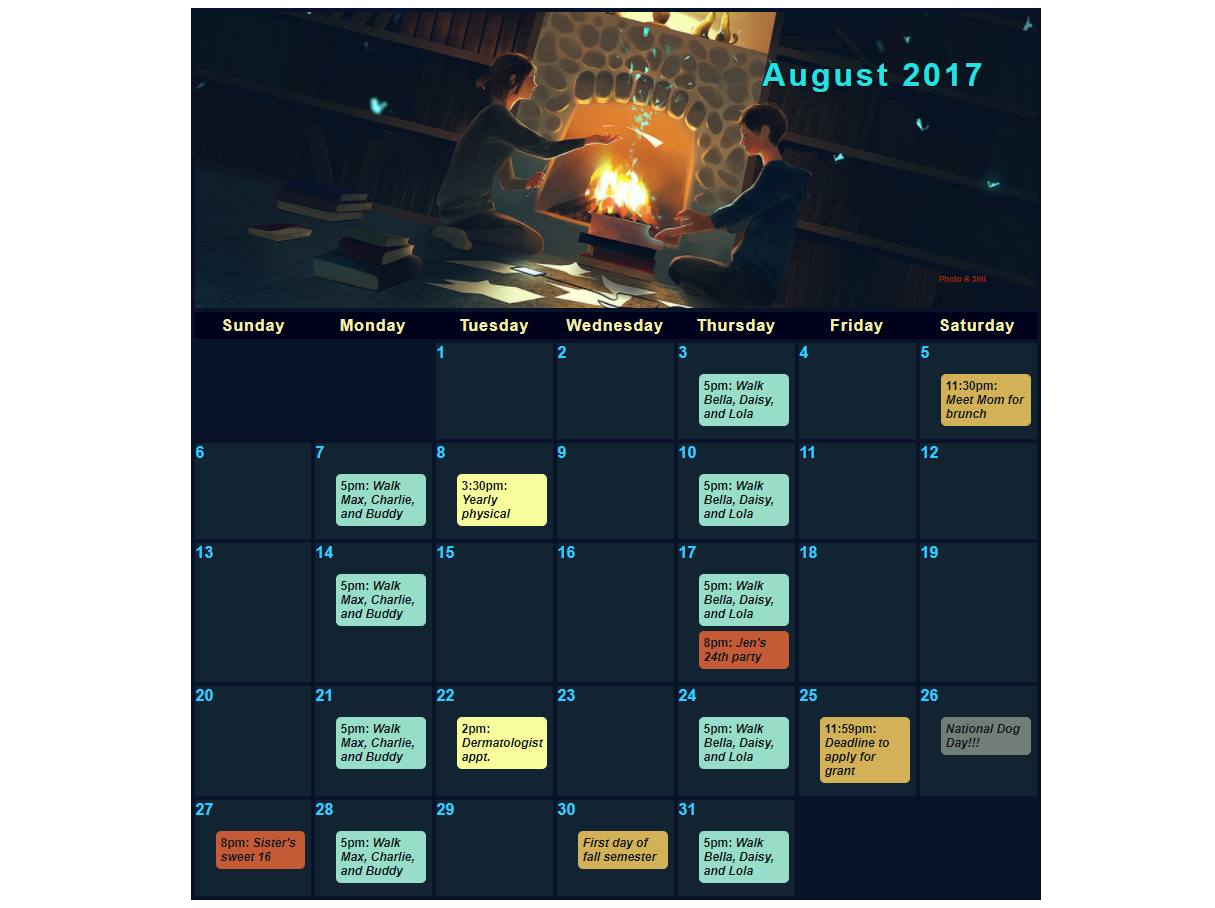 August 2017
Photo © 3hil
Sunday Monday Tuesday Wednesday Thursday Friday Saturday
1 2 3 4 5
5pm: Walk
Bella, Daisy,
and Lola
11:30pm:
Meet Mom for
brunch
6 7 8 9 10 11 12
5pm: Walk
Max, Charlie,
and Buddy
3:30pm:
Yearly
physical
5pm: Walk
Bella, Daisy,
and Lola
13 14 15 16 17 18 19
5pm: Walk
Max, Charlie,
and Buddy
5pm: Walk
Bella, Daisy,
and Lola
8pm: Jen's
24th party
20 21 22 23 24 25 26
5pm: Walk
Max, Charlie,
and Buddy
2pm:
Dermatologist
appt.
5pm: Walk
Bella, Daisy,
and Lola
11:59pm:
Deadline to
apply for
grant
National Dog
Day!!!
27 28 29 30 31
8pm: Sister's
sweet 16
5pm: Walk
Max, Charlie,
and Buddy
First day of
fall semester
5pm: Walk
Bella, Daisy,
and Lola